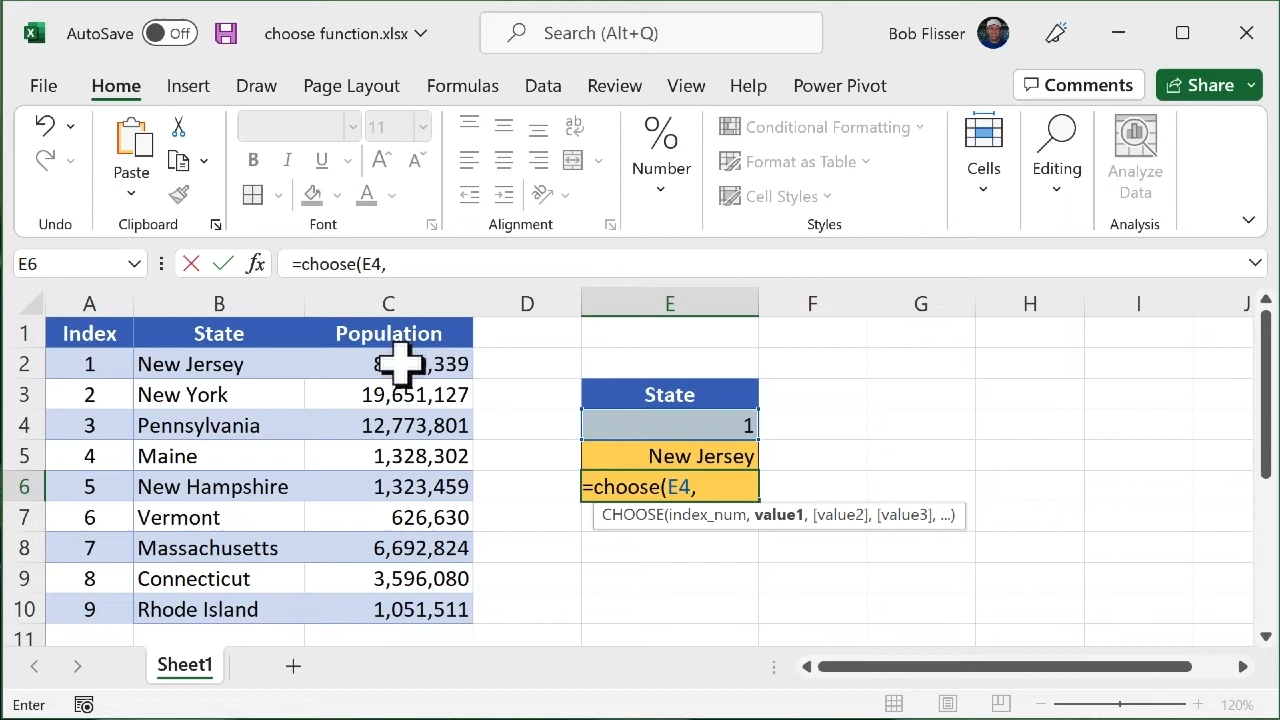 AutoSave Off choose function.xlsx Search (Alt+Q) Bob Flisser
File Home Insert Draw Page Layout Formulas Data Review View Help Power Pivot Comments Share
11 ab c Conditional Formatting
Paste B I U A A Number Format as Table Cells Editing Analyze Data
A Cell Styles
Undo Clipboard Font Alignment Styles Analysis
E6 fx =choose(E4,
A B C D E F G H I J
1 Index State Population
2 1 New Jersey ,339
3 2 New York 19,651,127 State
4 3 Pennsylvania 12,773,801 1
5 4 Maine 1,328,302 New Jersey
6 5 New Hampshire 1,323,459 =choose(E4,
7 6 Vermont 626,630 CHOOSE(index_num, value1, [value2], [value3], ...)
8 7 Massachusetts 6,692,824
9 8 Connecticut 3,596,080
10 9 Rhode Island 1,051,511
11
Sheet1
Enter 120%